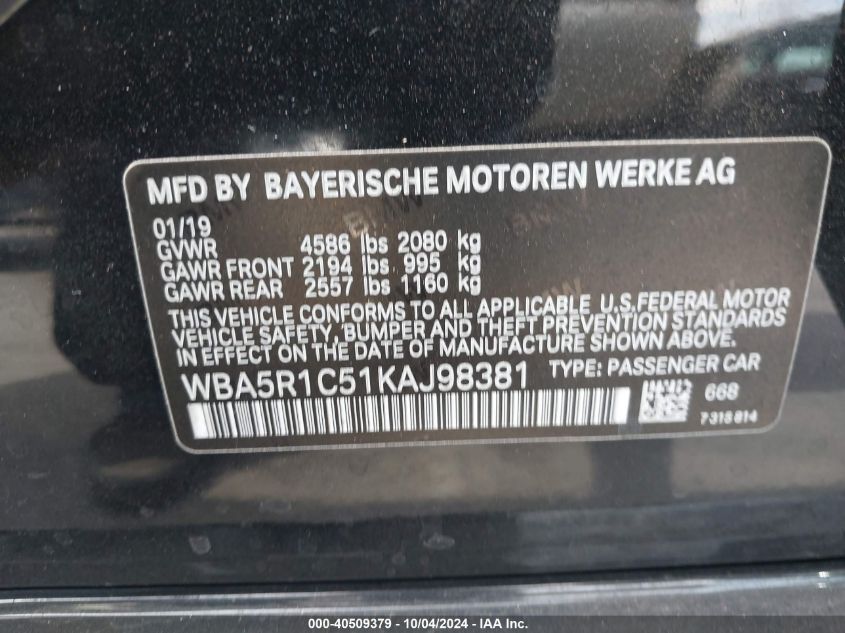 MFD BY BAYERISCHE MOTOREN WERKE AG
01/19
GVWR 4586 lbs 2080 kg
GAWR FRONT 2194 lbs 995 kg
GAWR REAR 2557 lbs 1160 kg
THIS VEHICLE CONFORMS TO ALL APPLICABLE U.S.FEDERAL MOTOR
VEHICLE SAFETY, BUMPER AND THEFT PREVENTION STANDARDS
IN EFFECT ON THE DATE OF MANUFACTURE SHOWN ABOVE.
WBA5R1C51KAJ98381 TYPE: PASSENGER CAR
668
7 318 814
000-40509379 - 10/04/2024 - IAA Inc.